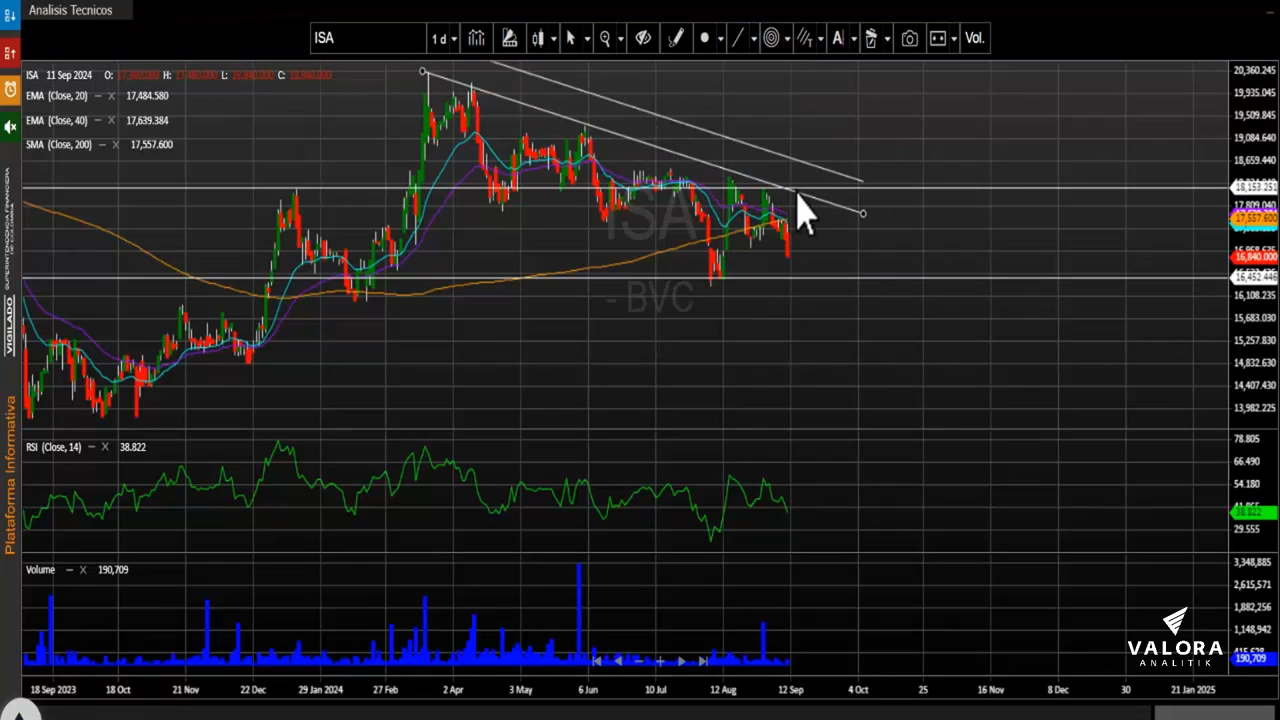 Analisis Tecnicos
ISA 1 d A Vol.
ISA 11 Sep 2024 O: H: L: C:
EMA (Close, 20) – X 17,484.580
EMA (Close, 40) – X 17,639.384
SMA (Close, 200) – X 17,557.600
ISA
- BVC
20,360.245
19,935.045
19,509.845
19,084.640
18,659.440
18,153.251
17,809.040
17,557.600
16,840.000
16,452.446
16,108.235
15,683.030
15,257.830
14,832.630
14,407.430
13,982.225
RSI (Close, 14) – X 38.822
78.805
66.490
54.180
38.822
29.555
Volume – X 190,709
3,348,885
2,615,571
1,882,256
1,148,942
190,709
18 Sep 2023 18 Oct 21 Nov 22 Dec 29 Jan 2024 27 Feb 2 Apr 3 May 6 Jun 10 Jul 12 Aug 12 Sep 4 Oct 25 16 Nov 8 Dec 30 21 Jan 2025
VIGILADO
Plataforma Informativa
VALORA
ANALITIK